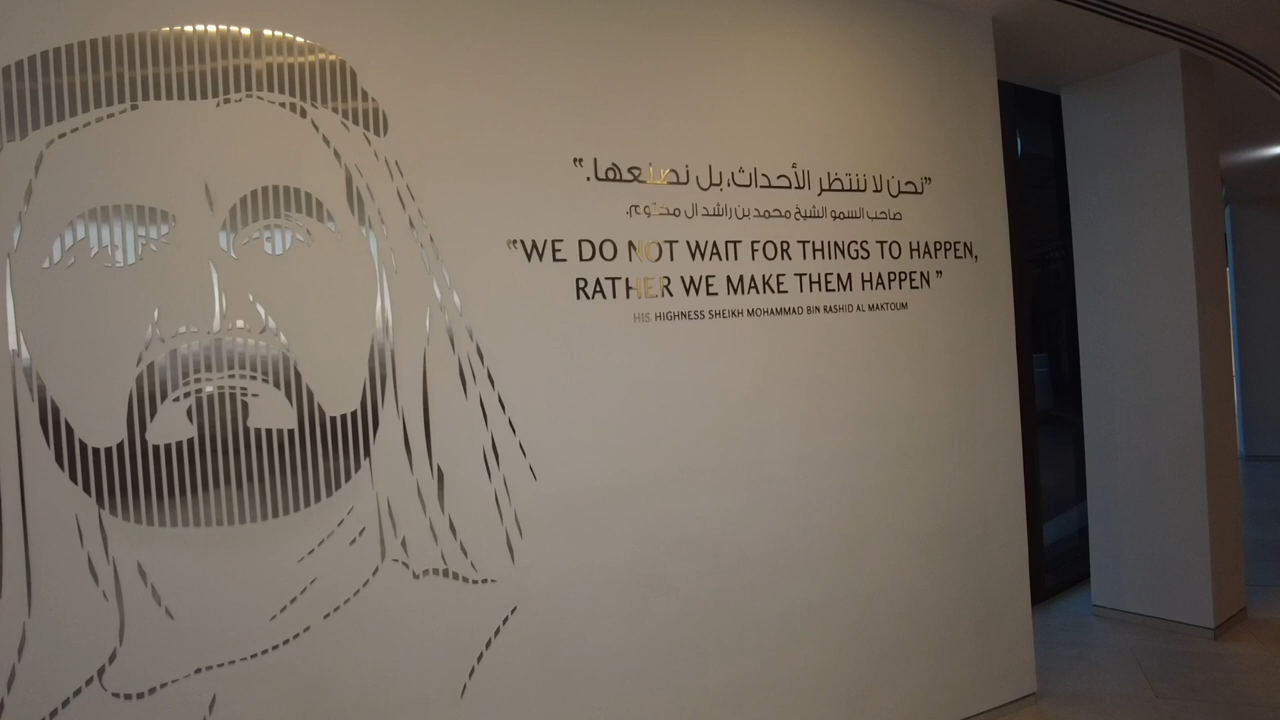 ”نحن لا ننتظر الأحداث، بل نصنعها.“
صاحب السمو الشيخ محمد بن راشد ال مكتوم.
“WE DO NOT WAIT FOR THINGS TO HAPPEN,
RATHER WE MAKE THEM HAPPEN ”
HIS HIGHNESS SHEIKH MOHAMMAD BIN RASHID AL MAKTOUM